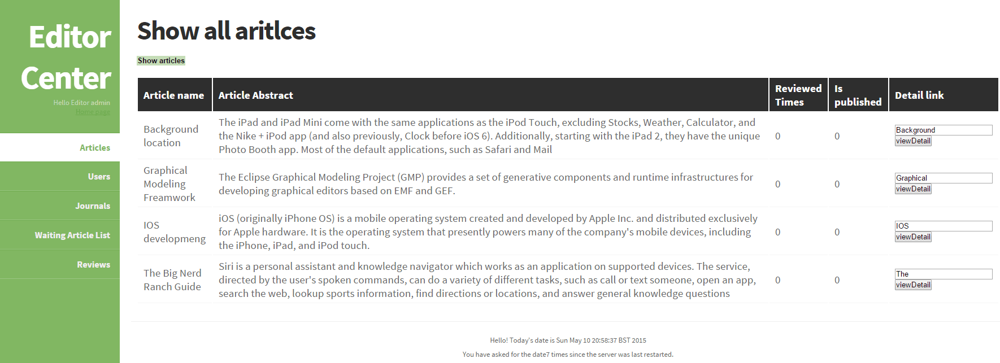 Editor
Center
Hello Editor admin
Home page
Articles
Users
Journals
Waiting Article List
Reviews
Show all aritlces
Show articles
Article name Article Abstract Reviewed Times Is published Detail link
Background location
The iPad and iPad Mini come with the same applications as the iPod Touch, excluding Stocks, Weather, Calculator, and
the Nike + iPod app (and also previously, Clock before iOS 6). Additionally, starting with the iPad 2, they have the unique
Photo Booth app. Most of the default applications, such as Safari and Mail
0 0
Background
viewDetail
Graphical
Modeling
Freamwork
The Eclipse Graphical Modeling Project (GMP) provides a set of generative components and runtime infrastructures for
developing graphical editors based on EMF and GEF.
0 0
Graphical
viewDetail
IOS
developmeng
iOS (originally iPhone OS) is a mobile operating system created and developed by Apple Inc. and distributed exclusively
for Apple hardware. It is the operating system that presently powers many of the company's mobile devices, including
the iPhone, iPad, and iPod touch.
0 0
IOS
viewDetail
The Big Nerd
Ranch Guide
Siri is a personal assistant and knowledge navigator which works as an application on supported devices. The service,
directed by the user's spoken commands, can do a variety of different tasks, such as call or text someone, open an app,
search the web, lookup sports information, find directions or locations, and answer general knowledge questions
0 0
The
viewDetail
Hello! Today's date is Sun May 10 20:58:37 BST 2015
You have asked for the date7 times since the server was last restarted.